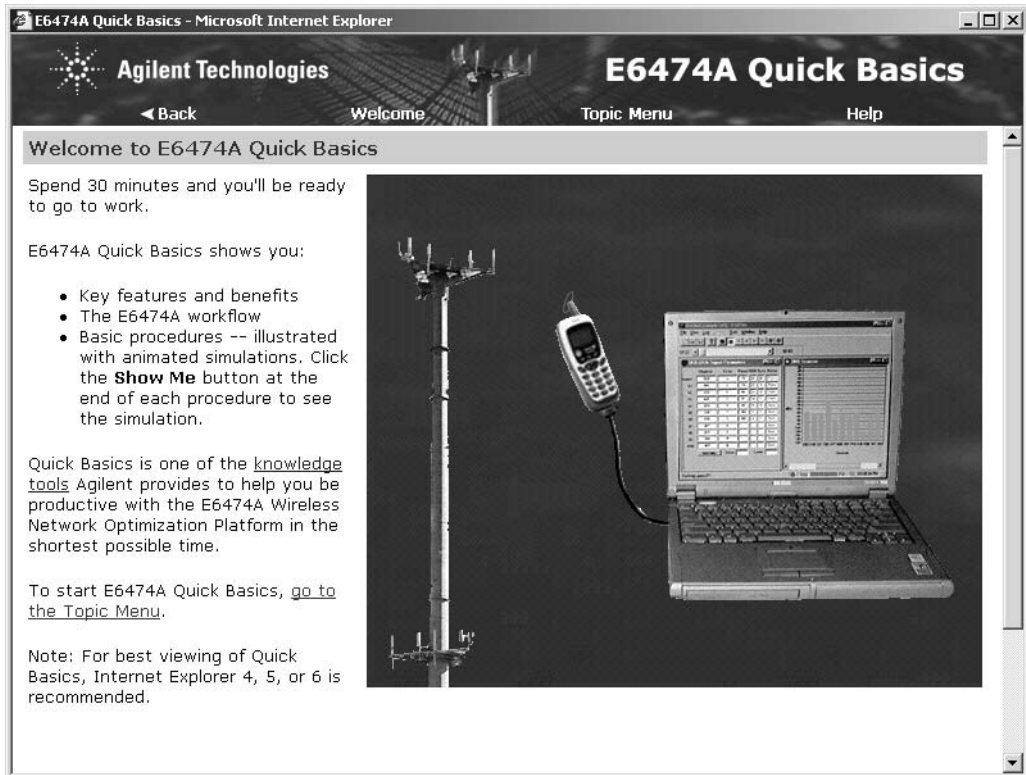 E6474A Quick Basics - Microsoft Internet Explorer
Agilent Technologies
E6474A Quick Basics
Back
Welcome
Topic Menu
Help
Welcome to E6474A Quick Basics
Spend 30 minutes and you'll be ready
to go to work.
E6474A Quick Basics shows you:
• Key features and benefits
• The E6474A workflow
• Basic procedures -- illustrated
with animated simulations. Click
the Show Me button at the
end of each procedure to see
the simulation.
Quick Basics is one of the knowledge
tools Agilent provides to help you be
productive with the E6474A Wireless
Network Optimization Platform in the
shortest possible time.
To start E6474A Quick Basics, go to
the Topic Menu.
Note: For best viewing of Quick
Basics, Internet Explorer 4, 5, or 6 is
recommended.